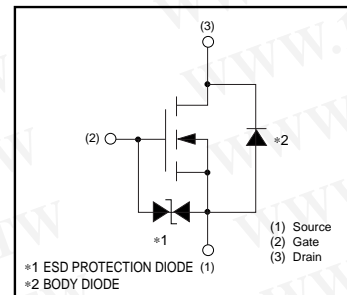 (3)
(2)
*2
*1
(1) Source
(2) Gate
(3) Drain
*1 ESD PROTECTION DIODE (1)
*2 BODY DIODE